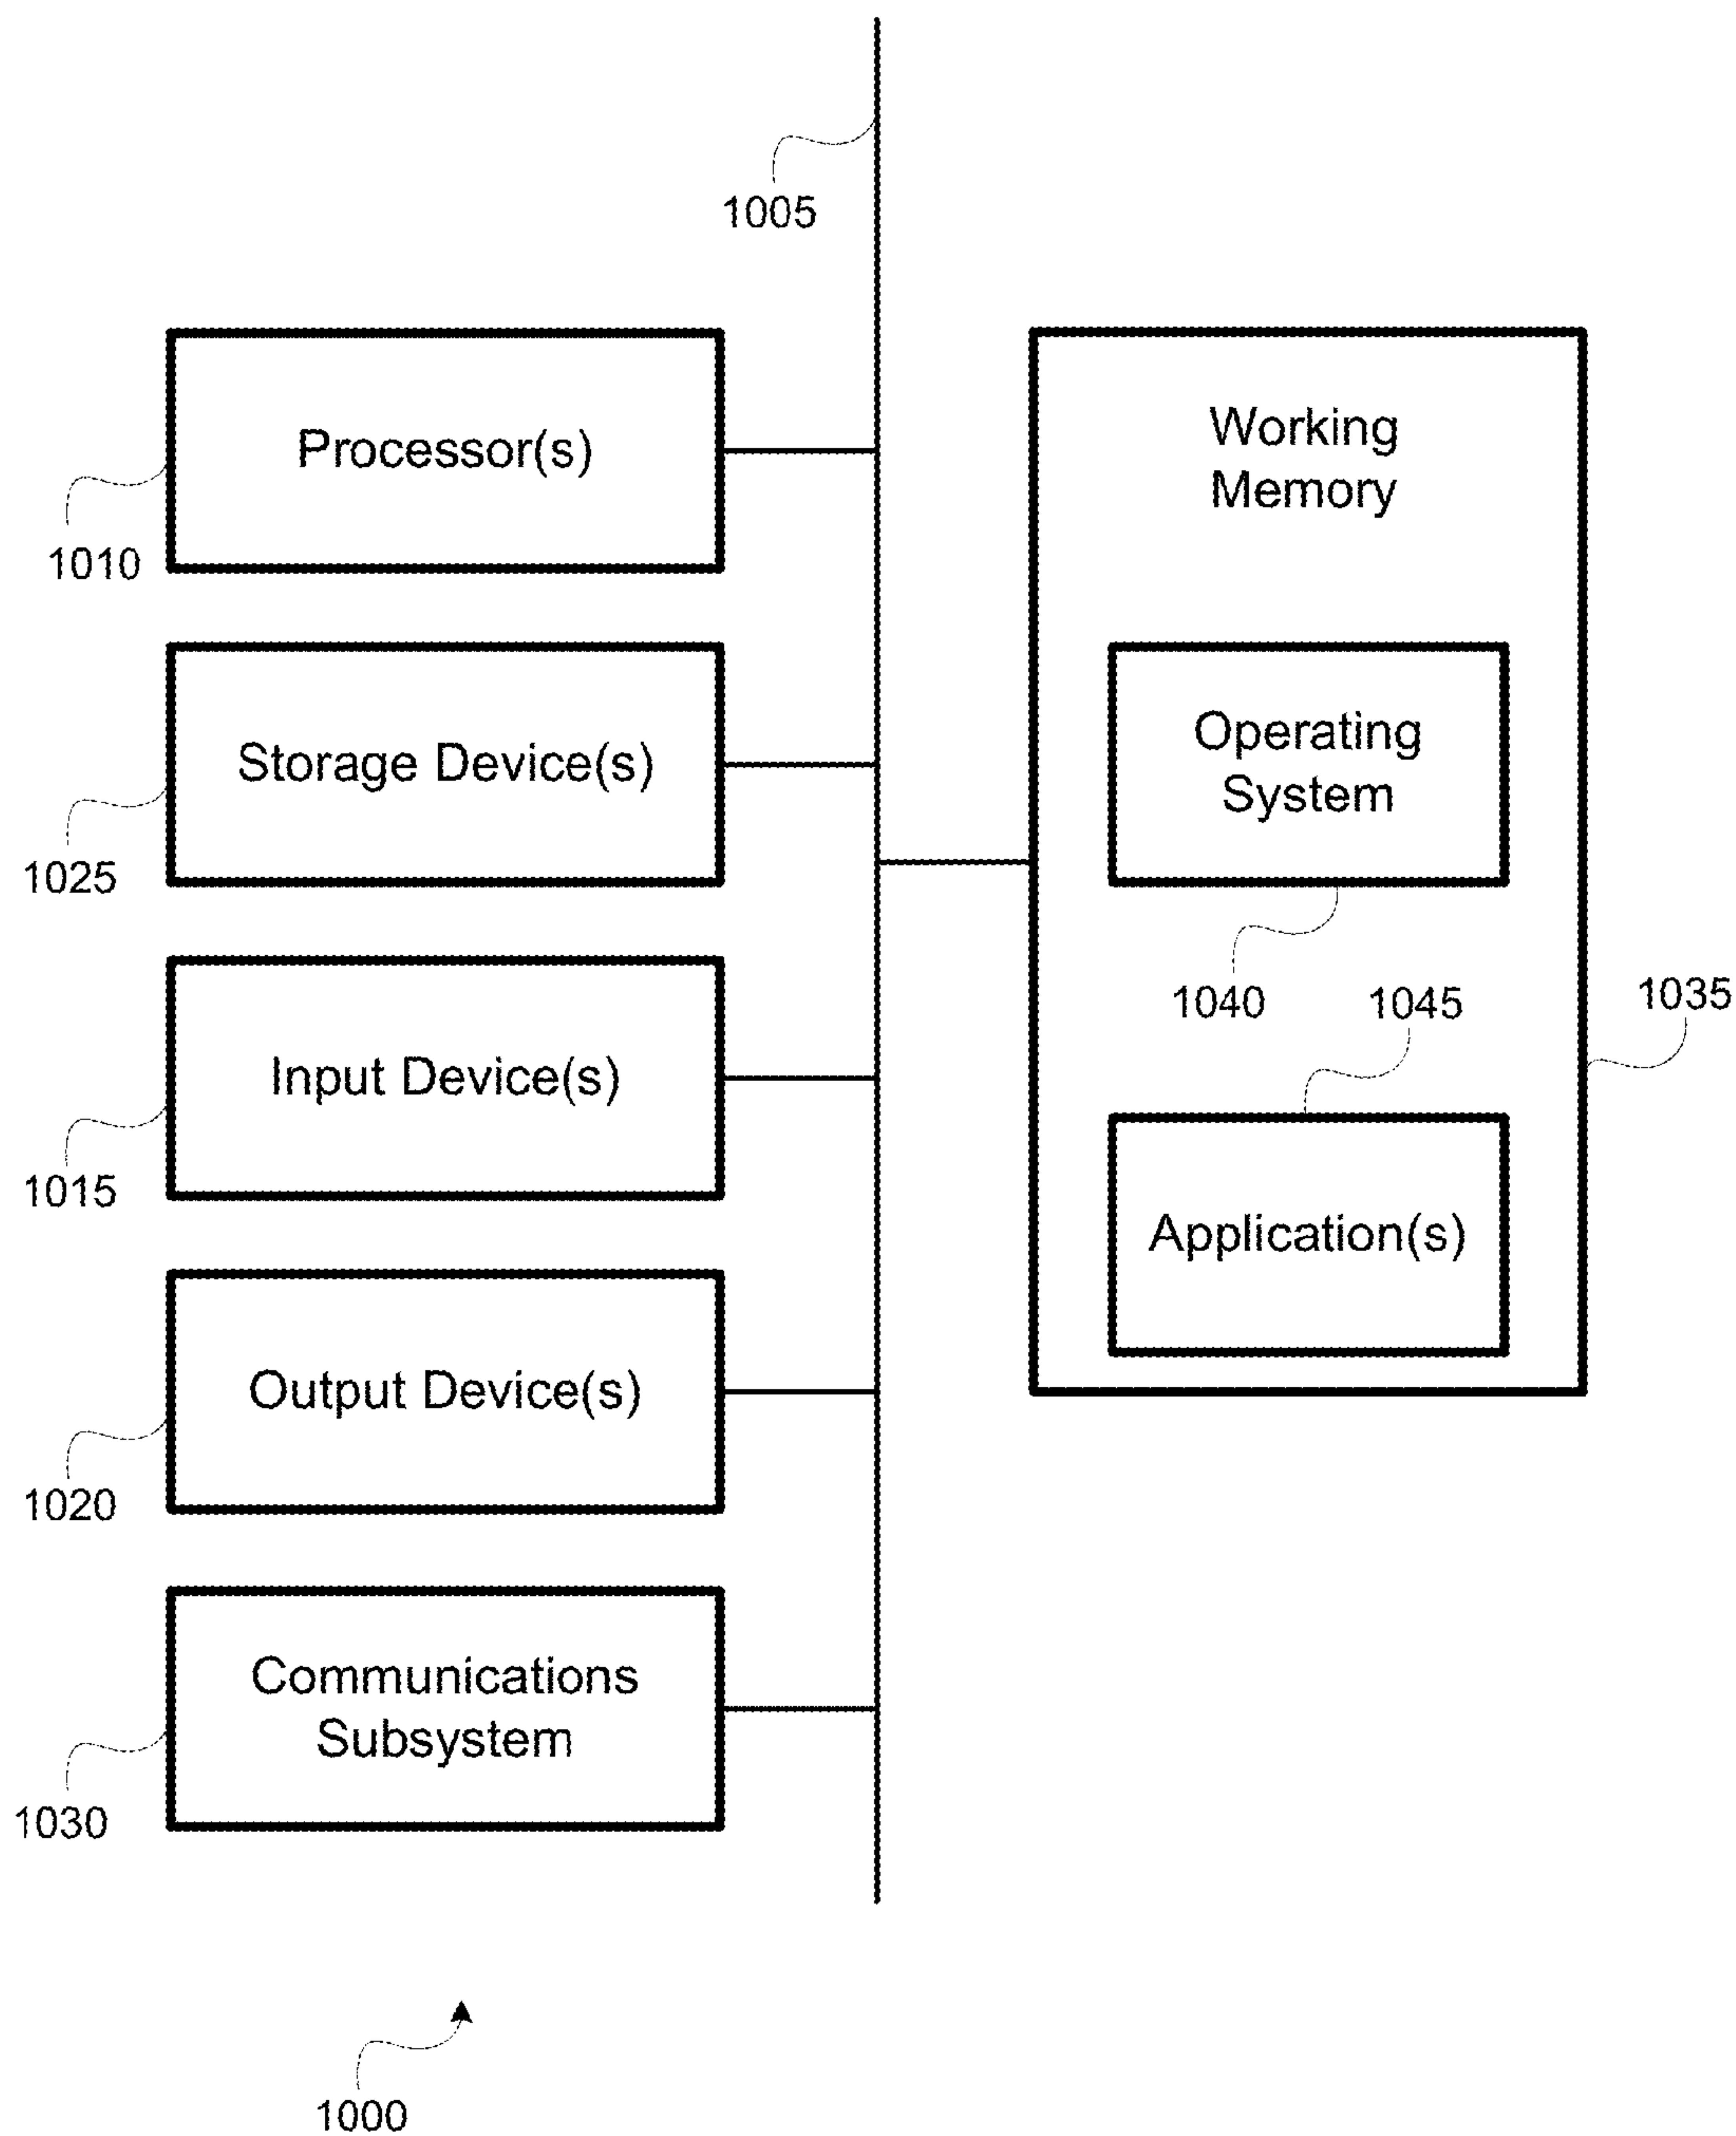 1005
Processor(s)
1010
Storage Device(s)
1025
Input Device(s)
1015
Output Device(s)
1020
Communications
Subsystem
1030
Working
Memory
Operating
System
1040
1045
1035
Application(s)
1000